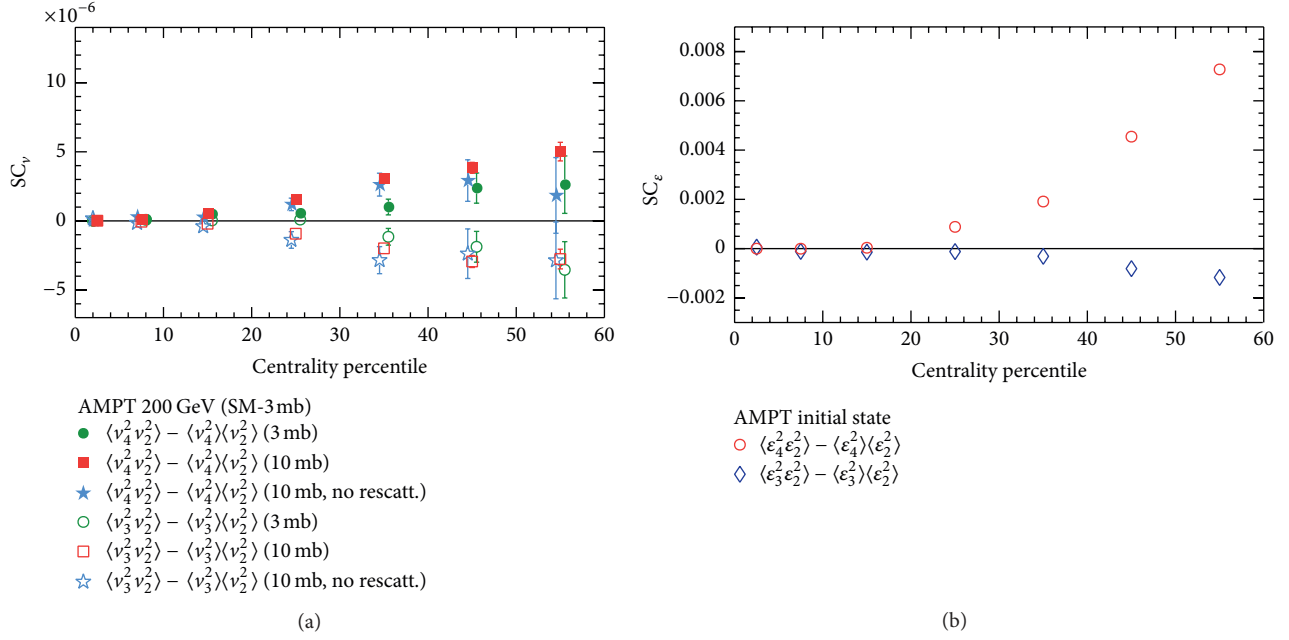 ×10⁻⁶
10
5
0
−5
SC_v
0 10 20 30 40 50 60
Centrality percentile
AMPT 200 GeV (SM-3 mb)
⟨v₄²v₂²⟩ − ⟨v₄²⟩⟨v₂²⟩ (3 mb)
⟨v₄²v₂²⟩ − ⟨v₄²⟩⟨v₂²⟩ (10 mb)
⟨v₄²v₂²⟩ − ⟨v₄²⟩⟨v₂²⟩ (10 mb, no rescatt.)
⟨v₃²v₂²⟩ − ⟨v₃²⟩⟨v₂²⟩ (3 mb)
⟨v₃²v₂²⟩ − ⟨v₃²⟩⟨v₂²⟩ (10 mb)
⟨v₃²v₂²⟩ − ⟨v₃²⟩⟨v₂²⟩ (10 mb, no rescatt.)
(a)
0.008
0.006
0.004
0.002
0
−0.002
SC_ε
0 10 20 30 40 50 60
Centrality percentile
AMPT initial state
⟨ε₄²ε₂²⟩ − ⟨ε₄²⟩⟨ε₂²⟩
⟨ε₃²ε₂²⟩ − ⟨ε₃²⟩⟨ε₂²⟩
(b)